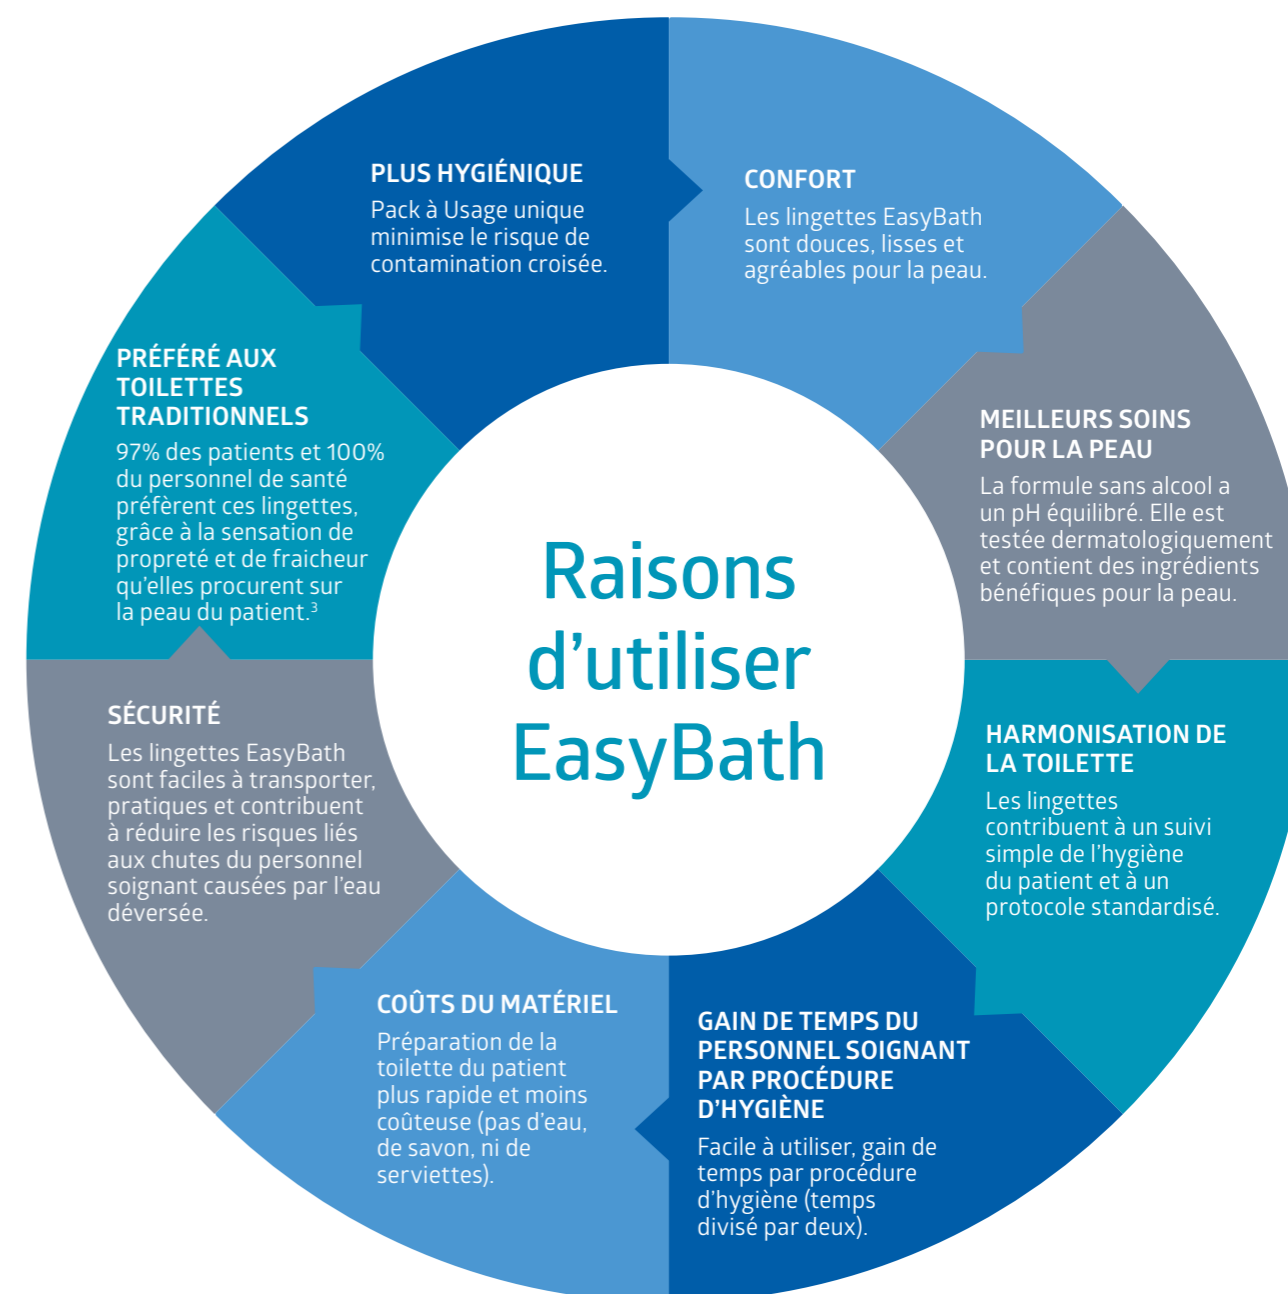 PLUS HYGIÉNIQUE
Pack à Usage unique
minimise le risque de
contamination croisée.
CONFORT
Les lingettes EasyBath
sont douces, lisses et
agréables pour la peau.
MEILLEURS SOINS
POUR LA PEAU
La formule sans alcool a
un pH équilibré. Elle est
testée dermatologiquement
et contient des ingrédients
bénéfiques pour la peau.
HARMONISATION DE
LA TOILETTE
Les lingettes
contribuent à un suivi
simple de l'hygiène
du patient et à un
protocole standardisé.
GAIN DE TEMPS DU
PERSONNEL SOIGNANT
PAR PROCÉDURE
D'HYGIÈNE
Facile à utiliser, gain de
temps par procédure
d'hygiène (temps
divisé par deux).
COÛTS DU MATÉRIEL
Préparation de la
toilette du patient
plus rapide et moins
coûteuse (pas d'eau,
de savon, ni de
serviettes).
SÉCURITÉ
Les lingettes EasyBath
sont faciles à transporter,
pratiques et contribuent
à réduire les risques liés
aux chutes du personnel
soignant causées par l'eau
déversée.
PRÉFÉRÉ AUX
TOILETTES
TRADITIONNELS
97% des patients et 100%
du personnel de santé
préfèrent ces lingettes,
grâce à la sensation de
propreté et de fraicheur
qu'elles procurent sur
la peau du patient.³
Raisons
d'utiliser
EasyBath